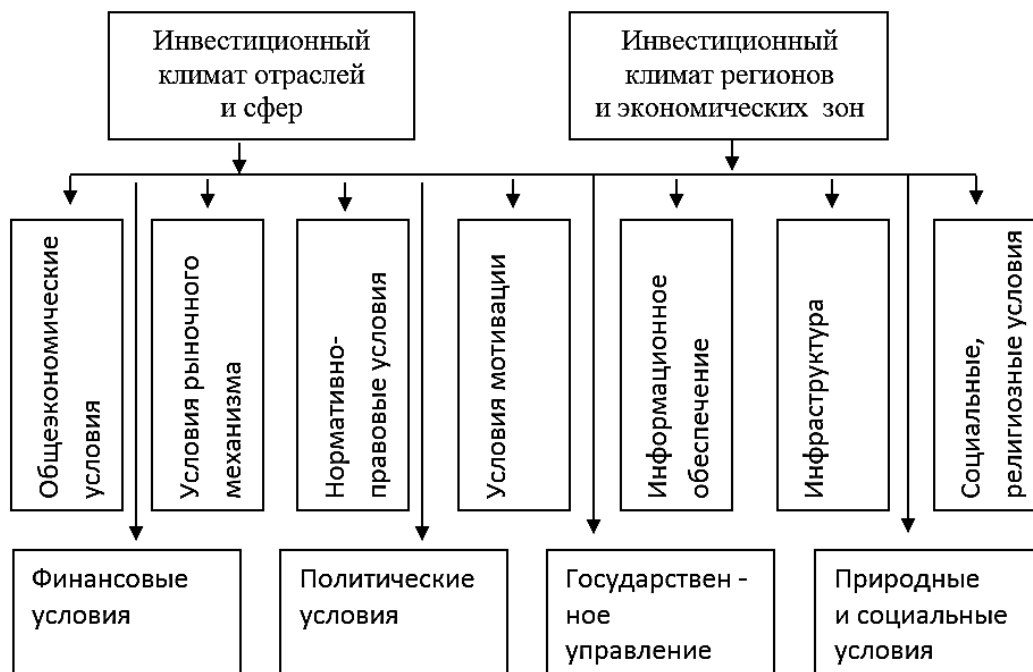 Инвестиционный
климат отраслей
и сфер
Инвестиционный
климат регионов
и экономических зон
Общеэкономические
условия
Условия рыночного
механизма
Нормативно-
правовые условия
Условия мотивации
Информационное
обеспечение
Инфраструктура
Социальные,
религиозные условия
Финансовые
условия
Политические
условия
Государствен -
ное
управление
Природные
и социальные
условия